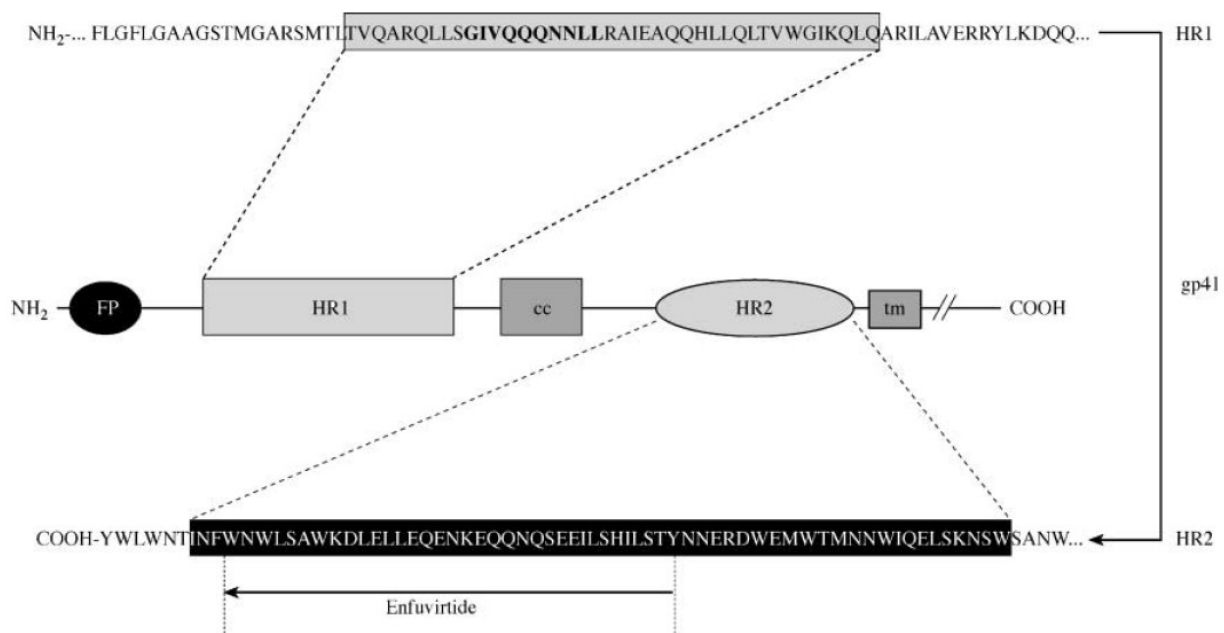 NH2-... FLGFLGAAGSTMGARSMTLTVQARQLLSGIVQQQNNLLRAIEAQQHLLQLTVWGIKQLQARILAVERRYLKDQQ... HR1
gp41
NH2 FP HR1 cc HR2 tm // COOH
COOH-YWLWNTINFWNWLSAWKDLELLEQENKEQQNQSEEILSHILSTYNNERDWEMWTMNNWIQELSKNSWSANW... HR2
Enfuvirtide